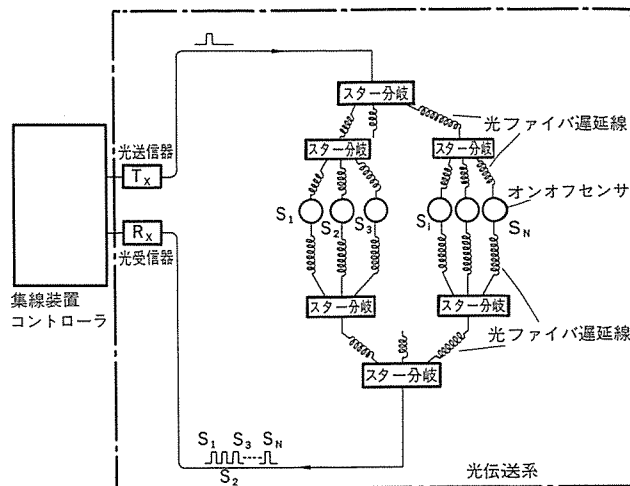 スター分岐
光ファイバ遅延線
光送信器
TX
スター分岐
スター分岐
オンオフセンサ
S1
S2
S3
Si
SN
RX
光受信器
集線装置
コントローラ
スター分岐
スター分岐
光ファイバ遅延線
スター分岐
S1 S3 SN
S2
光伝送系